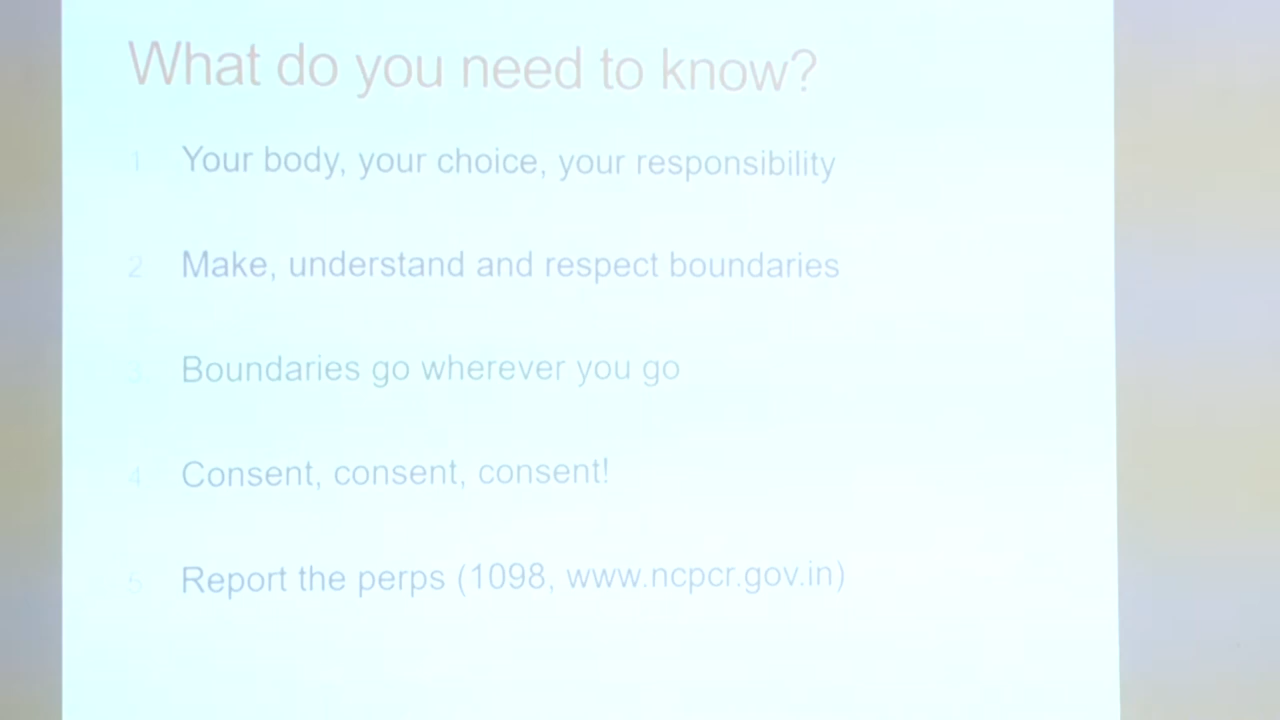 What do you need to know?
1. Your body, your choice, your responsibility
2. Make, understand and respect boundaries
3. Boundaries go wherever you go
4. Consent, consent, consent!
5. Report the perps (1098, www.ncpcr.gov.in)